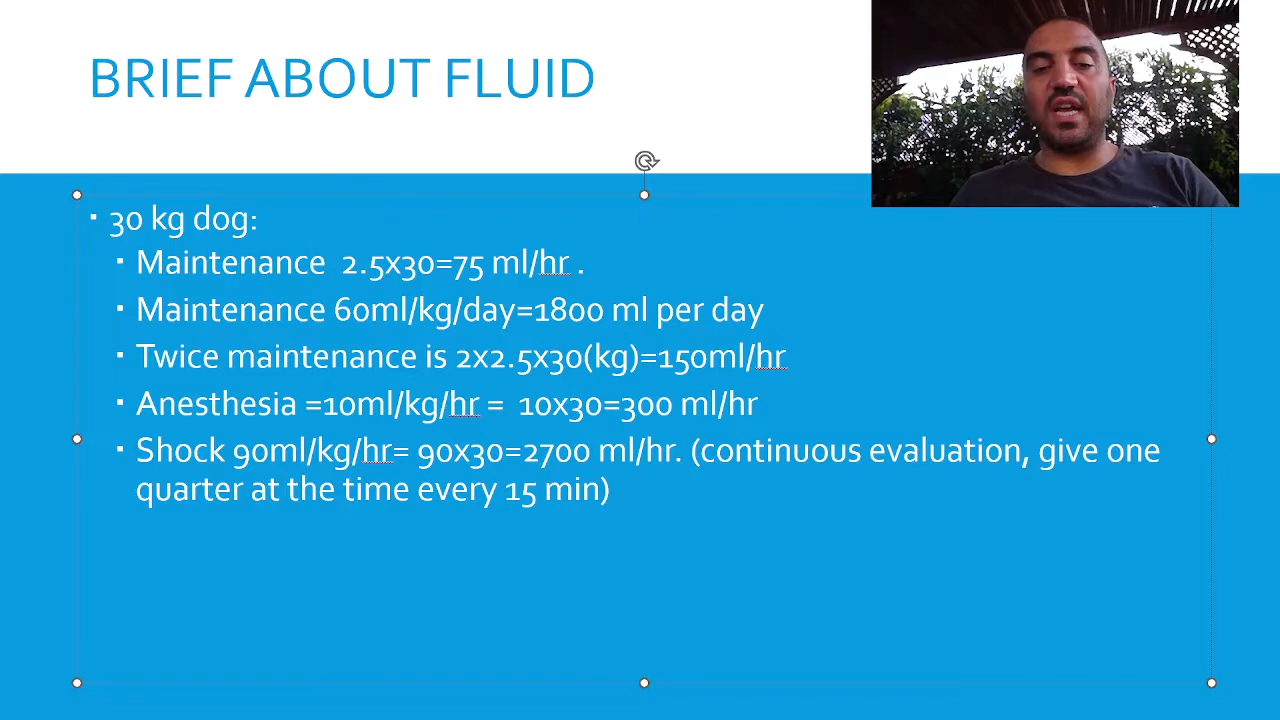 BRIEF ABOUT FLUID
▪ 30 kg dog:
▪ Maintenance 2.5x30=75 ml/hr .
▪ Maintenance 60ml/kg/day=1800 ml per day
▪ Twice maintenance is 2x2.5x30(kg)=150ml/hr
▪ Anesthesia =10ml/kg/hr = 10x30=300 ml/hr
▪ Shock 90ml/kg/hr= 90x30=2700 ml/hr. (continuous evaluation, give one
quarter at the time every 15 min)